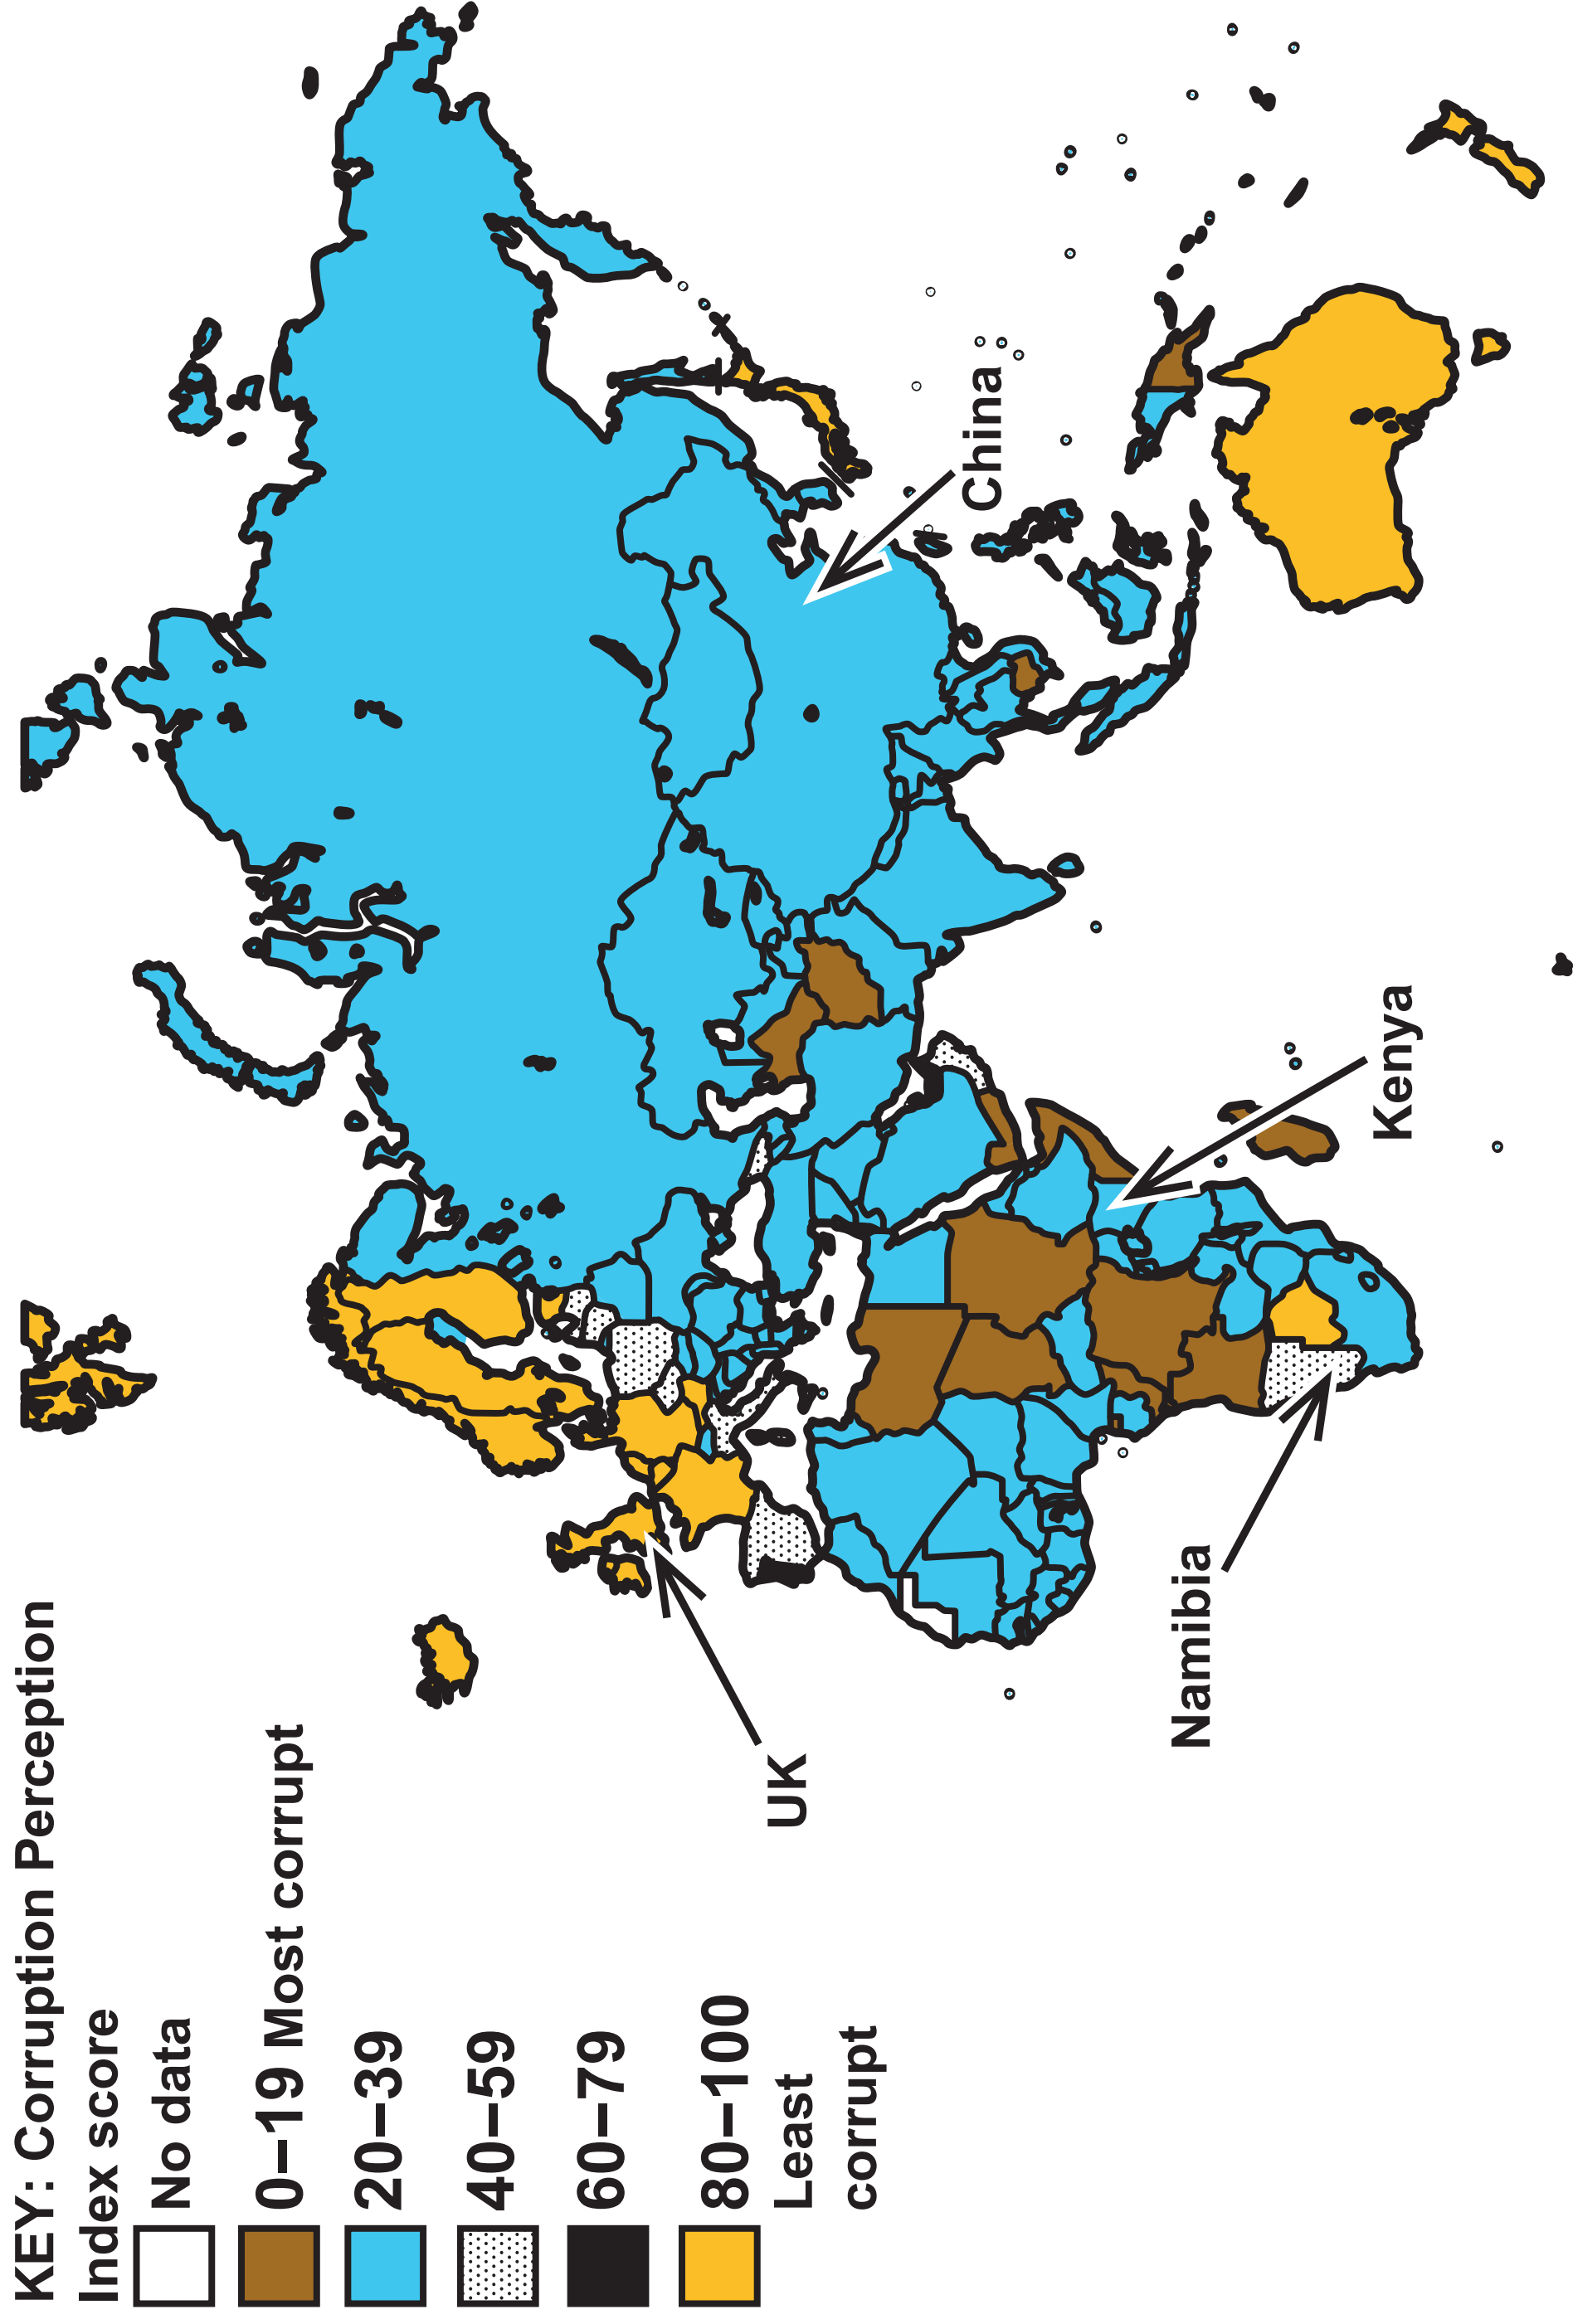 KEY: Corruption Perception
Index score
No data
0–19 Most corrupt
20–39
40–59
60–79
80–100
Least
corrupt
UK
Namibia
Kenya
China